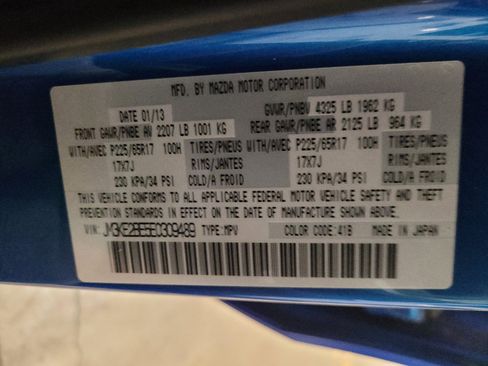 MFD. BY MAZDA MOTOR CORPORATION
DATE 01/13 GVWR/PNBV 4325 LB 1962 KG
FRONT GAWR/PNBE AV 2207 LB 1001 KG REAR GAWR/PNBE AR 2125 LB 964 KG
WITH/AVEC P225/65R17 100H TIRES/PNEUS WITH/AVEC P225/65R17 100H TIRES/PNEUS
17X7J RIMS/JANTES 17X7J RIMS/JANTES
230 KPA/34 PSI COLD/A FROID 230 KPA/34 PSI COLD/A FROID
THIS VEHICLE CONFORMS TO ALL APPLICABLE FEDERAL MOTOR VEHICLE SAFETY AND THEFT
PREVENTION STANDARDS IN EFFECT ON THE DATE OF MANUFACTURE SHOWN ABOVE.
VIN: JM3KE2BE5E0309489 TYPE: MPV COLOR CODE: 41B MADE IN JAPAN